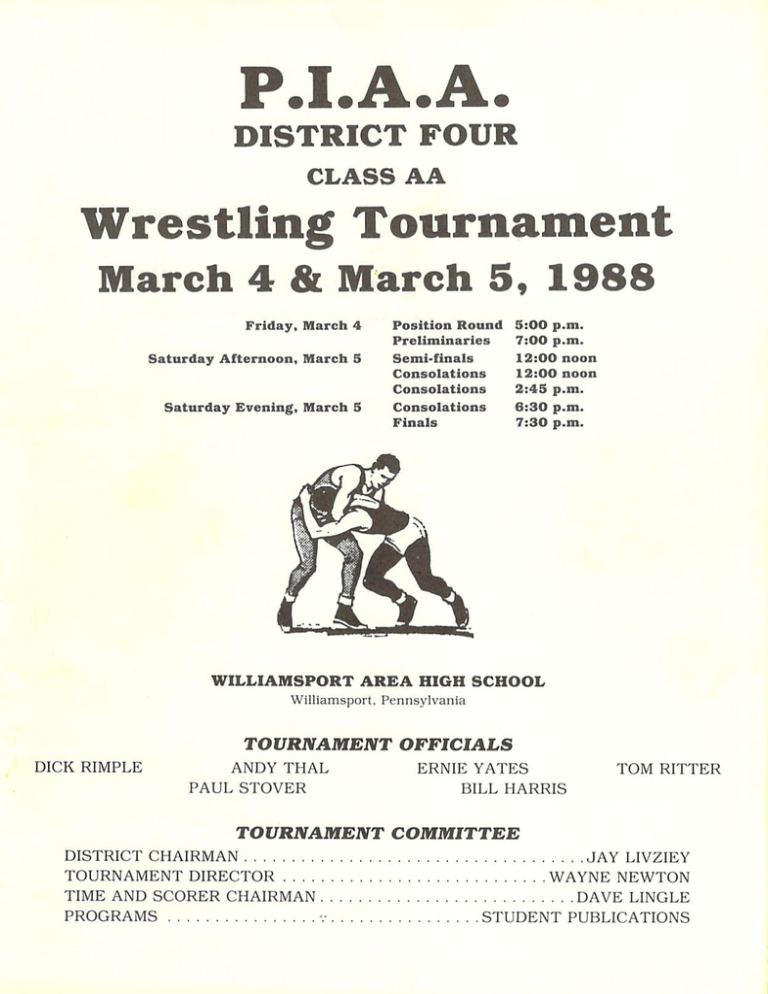 P.I.A.A.
DISTRICT FOUR
CLASS AA
Wrestling Tournament
March 4 & March 5, 1988
Friday, March 4 Position Round 5:00 p.m.
Preliminaries 7:00 p.m.
Saturday Afternoon, March 5 Semi-finals 12:00 noon
Consolations 12:00 noon
Consolations 2:45 p.m.
Saturday Evening, March 5 Consolations 6:30 p.m.
Finals 7:30 p.m.
WILLIAMSPORT AREA HIGH SCHOOL
Williamsport, Pennsylvania
TOURNAMENT OFFICIALS
DICK RIMPLE ANDY THAL ERNIE YATES TOM RITTER
PAUL STOVER BILL HARRIS
TOURNAMENT COMMITTEE
DISTRICT CHAIRMAN . . . . . . . . . . . . . . . . . . . . . . . . . . . . . . . . . . . . JAY LIVZIEY
TOURNAMENT DIRECTOR . . . . . . . . . . . . . . . . . . . . . . . . . . . . WAYNE NEWTON
TIME AND SCORER CHAIRMAN . . . . . . . . . . . . . . . . . . . . . . . . . . . DAVE LINGLE
PROGRAMS . . . . . . . . . . . . . . . . . . . . . . . . . . . . . . . . . STUDENT PUBLICATIONS